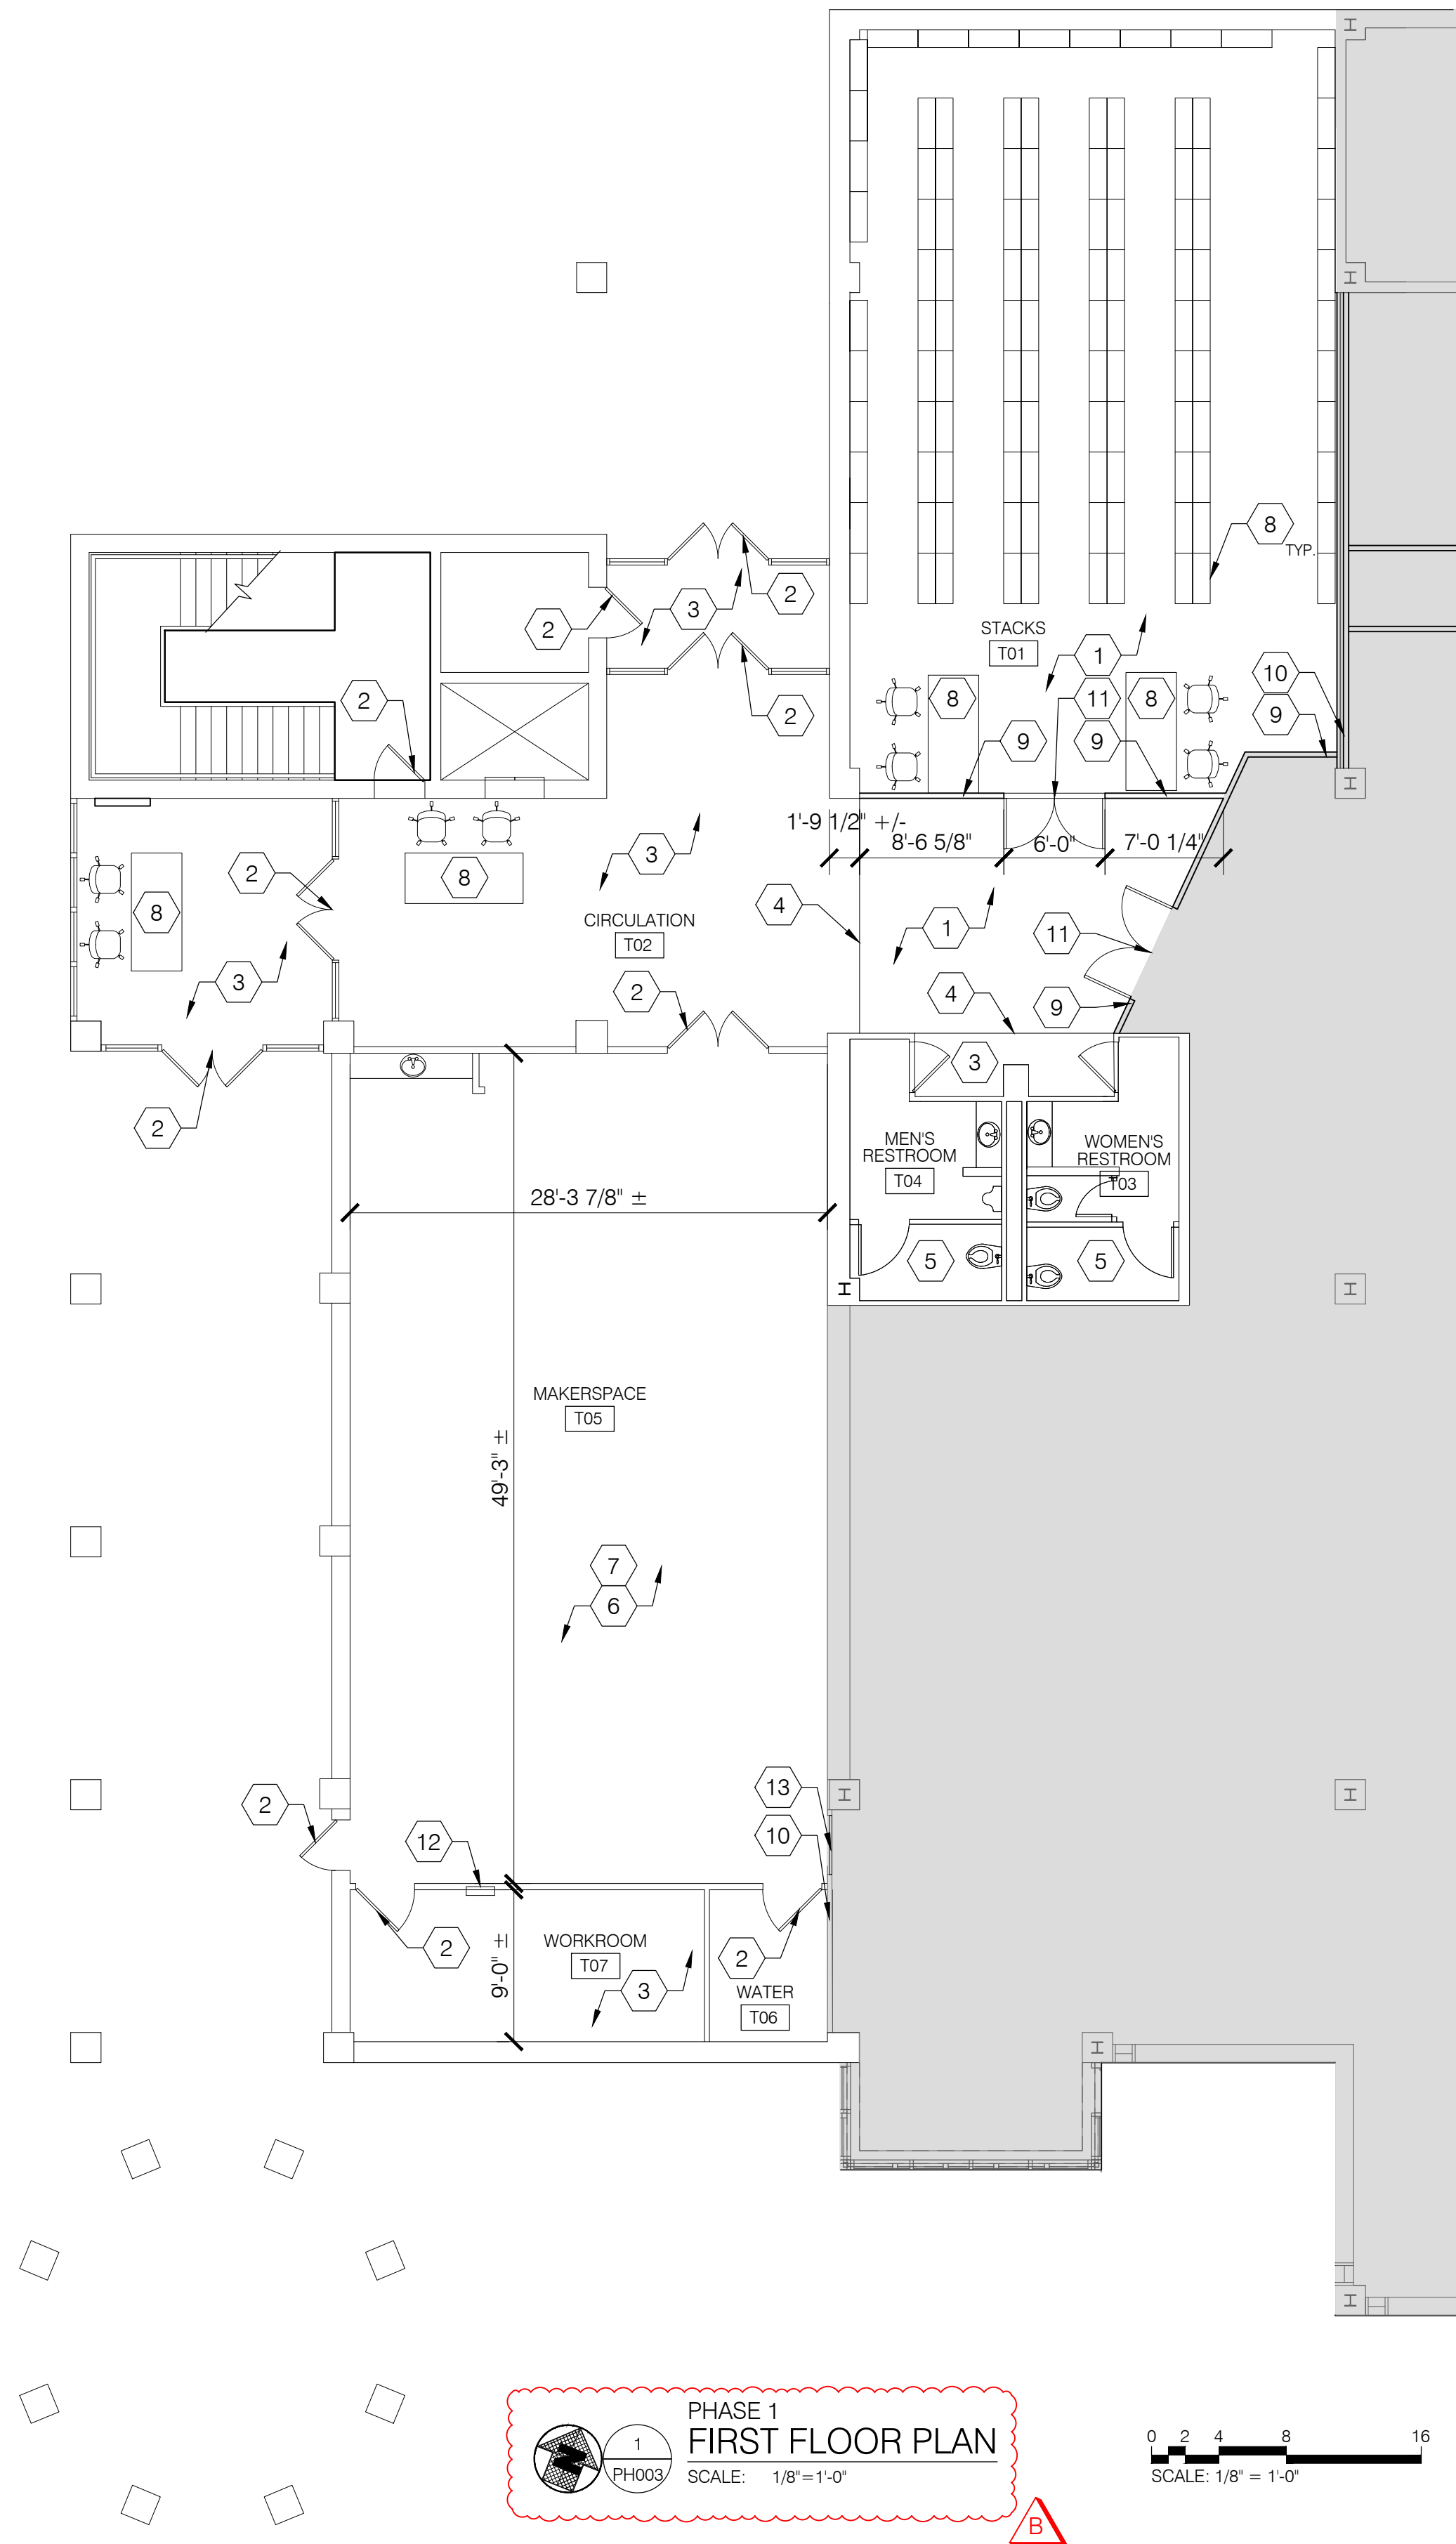 8
TYP.
2
3
2
STACKS
T01
1
2
10
8
11
8
2
9
9
9
1'-9 1/2" +/-
8'-6 5/8"
6'-0"
7'-0 1/4"
3
2
8
8
4
CIRCULATION
T02
1
11
3
2
4
9
3
2
MEN'S
RESTROOM
T04
WOMEN'S
RESTROOM
T03
28'-3 7/8" ±
5
5
H
MAKERSPACE
T05
49'-3" ±
7
6
13
2
12
10
2
WORKROOM
T07
2
9'-0" ±
3
WATER
T06
N
1
PH003
PHASE 1
FIRST FLOOR PLAN
SCALE: 1/8"=1'-0"
0 2 4 8 16
SCALE: 1/8" = 1'-0"
B